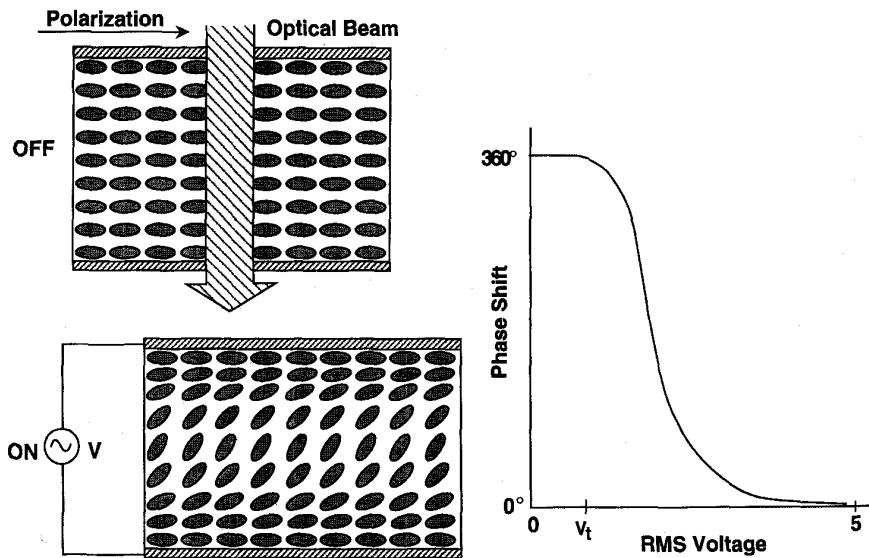 Polarization
Optical Beam
OFF
ON
V
360°
Phase Shift
0°
0
Vt
5
RMS Voltage